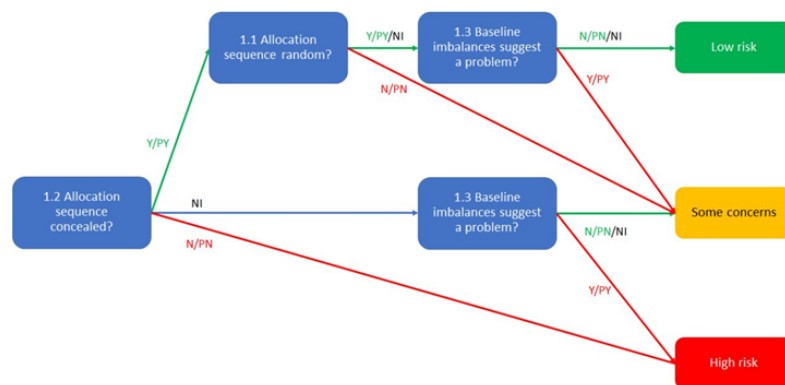 1.1 Allocation
sequence random?
Y/PY/NI
1.3 Baseline
imbalances suggest
a problem?
N/PN/NI
Low risk
N/PN
Y/PY
Y/PY
1.2 Allocation
sequence
concealed?
NI
N/PN
1.3 Baseline
imbalances suggest
a problem?
N/PN/NI
Some concerns
Y/PY
High risk